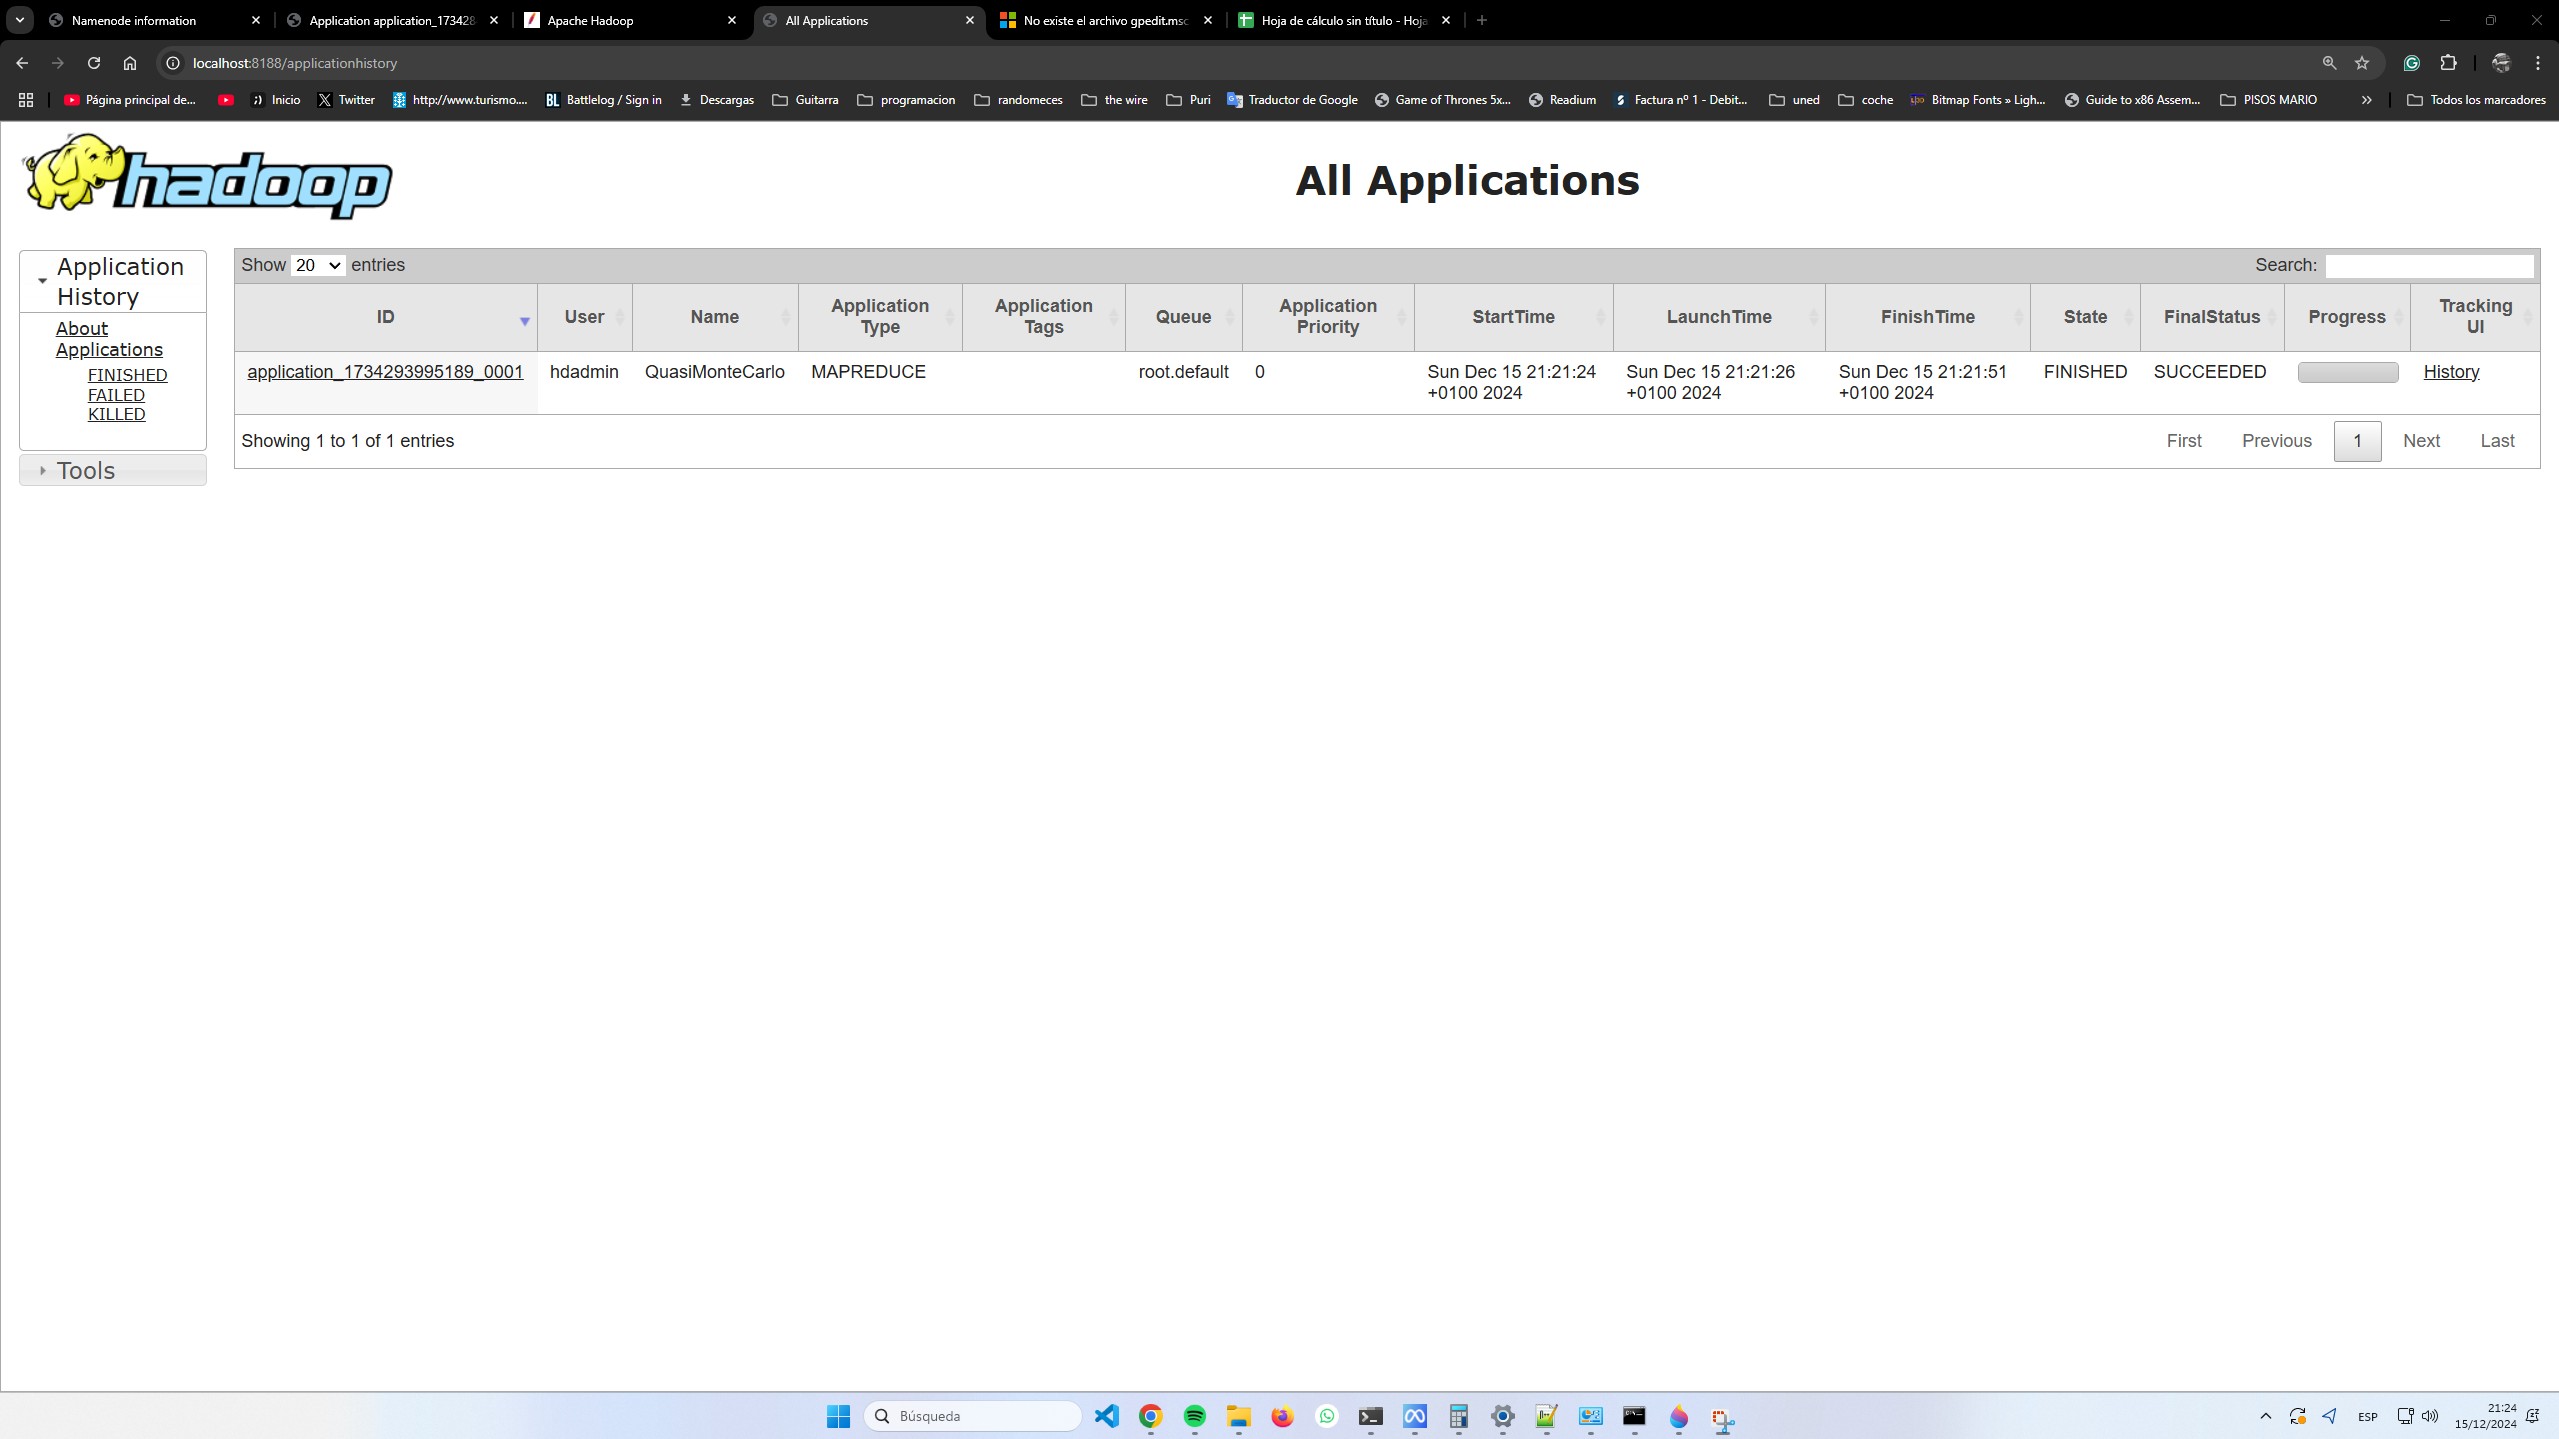 Namenode information
Application application_173428
Apache Hadoop
All Applications
No existe el archivo gpedit.msc
Hoja de cálculo sin título - Hoja
localhost:8188/applicationhistory
Página principal de...
Inicio
Twitter
http://www.turismo....
BL Battlelog / Sign in
Descargas
Guitarra
programacion
randomeces
the wire
Puri
Traductor de Google
Game of Thrones 5x...
Readium
Factura nº 1 - Debit...
uned
coche
Bitmap Fonts » Ligh...
Guide to x86 Assem...
PISOS MARIO
Todos los marcadores
hadoop
All Applications
Application
History
About
Applications
FINISHED
FAILED
KILLED
Tools
Show 20 entries
Search:
ID User Name Application Type Application Tags Queue Application Priority StartTime LaunchTime FinishTime State FinalStatus Progress Tracking UI
application_1734293995189_0001 hdadmin QuasiMonteCarlo MAPREDUCE root.default 0 Sun Dec 15 21:21:24 +0100 2024 Sun Dec 15 21:21:26 +0100 2024 Sun Dec 15 21:21:51 +0100 2024 FINISHED SUCCEEDED History
Showing 1 to 1 of 1 entries
First Previous 1 Next Last
Búsqueda
ESP
21:24
15/12/2024